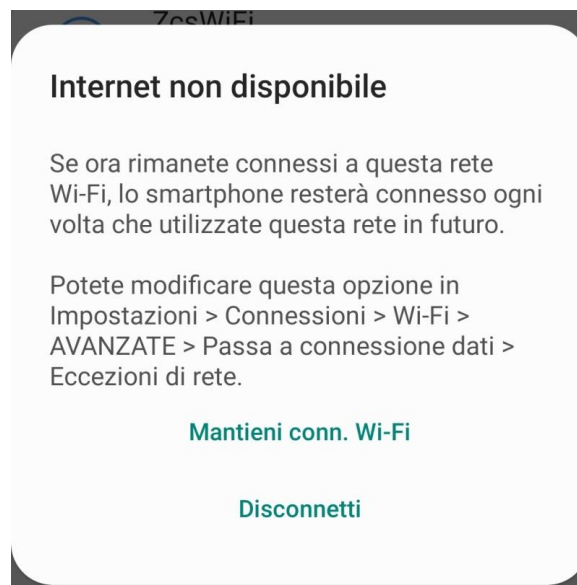 ZcsWiFi
Internet non disponibile
Se ora rimanete connessi a questa rete
Wi-Fi, lo smartphone resterà connesso ogni
volta che utilizzate questa rete in futuro.
Potete modificare questa opzione in
Impostazioni > Connessioni > Wi-Fi >
AVANZATE > Passa a connessione dati >
Eccezioni di rete.
Mantieni conn. Wi-Fi
Disconnetti